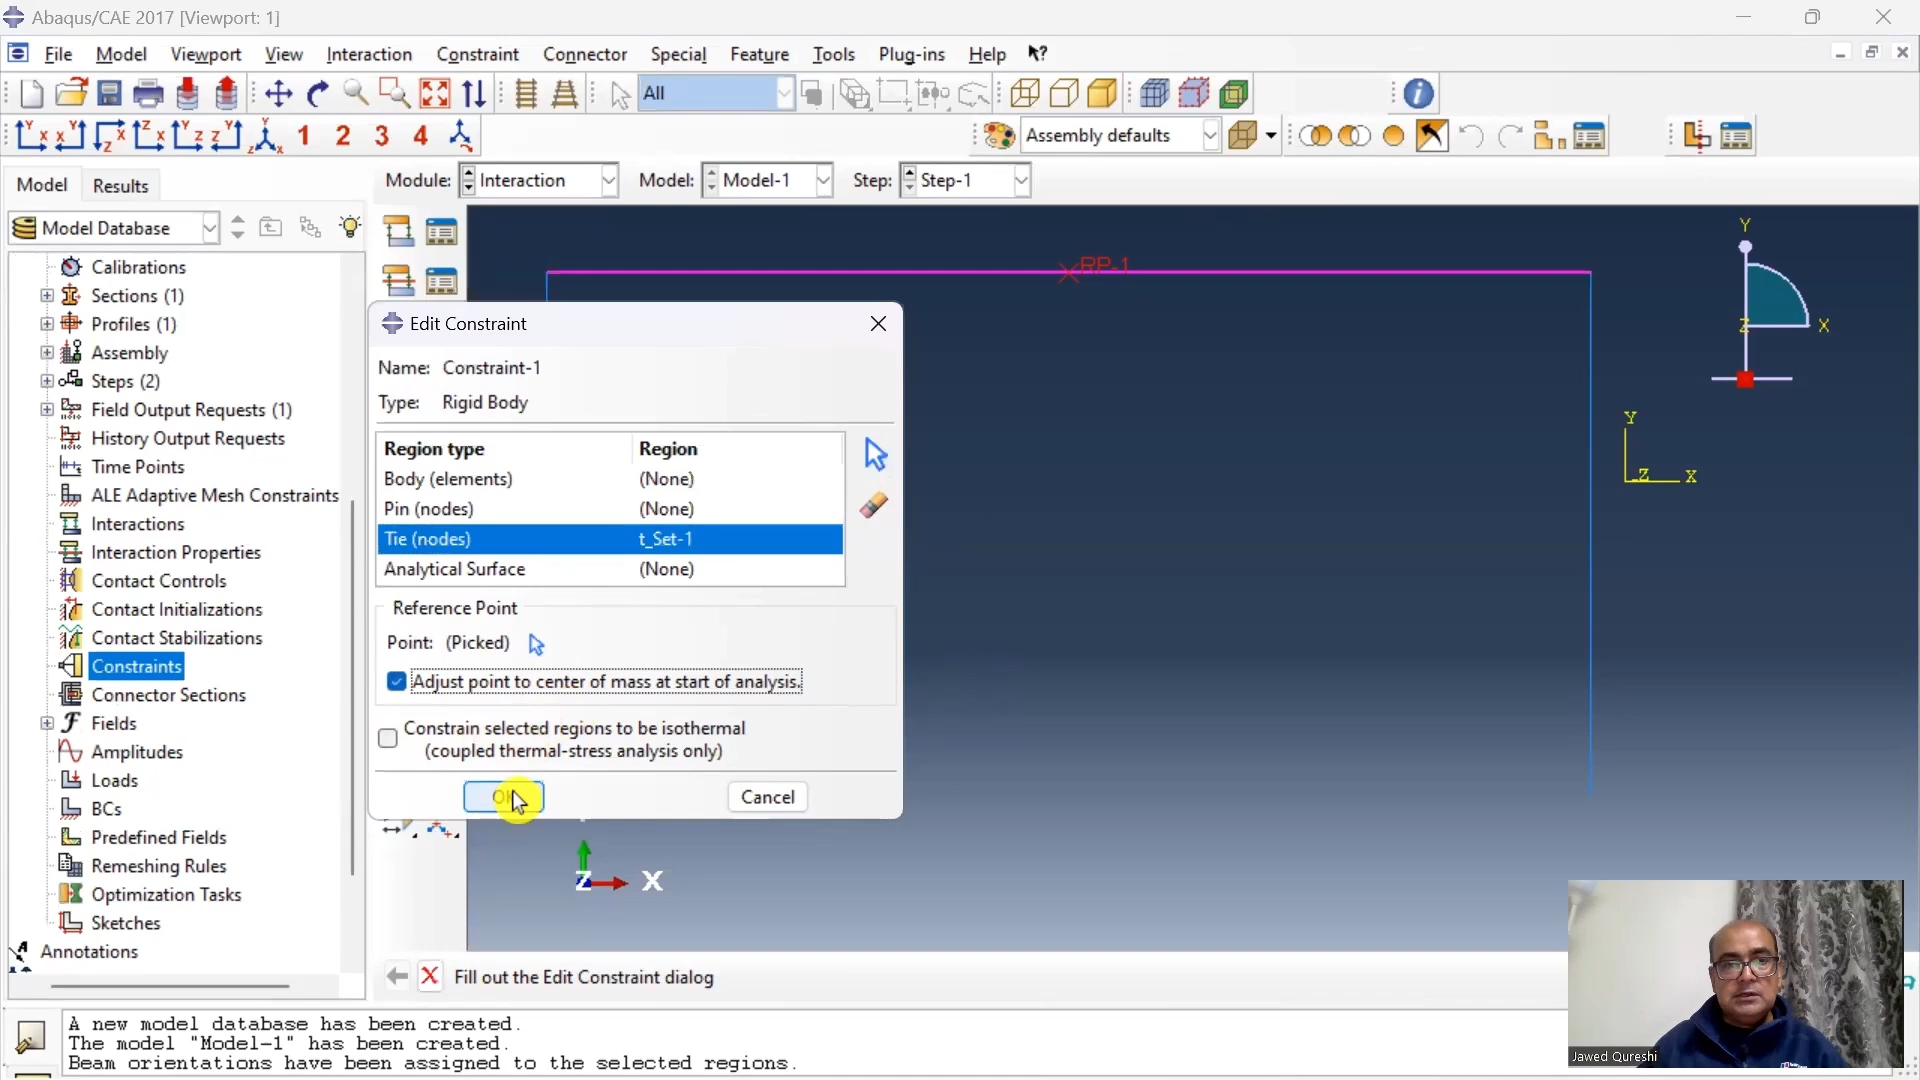 Abaqus/CAE 2017 [Viewport: 1]
File Model Viewport View Interaction Constraint Connector Special Feature Tools Plug-ins Help
All
1 2 3 4
Assembly defaults
Model Results
Module: Interaction Model: Model-1 Step: Step-1
Model Database
Calibrations
Sections (1)
Profiles (1)
Assembly
Steps (2)
Field Output Requests (1)
History Output Requests
Time Points
ALE Adaptive Mesh Constraints
Interactions
Interaction Properties
Contact Controls
Contact Initializations
Contact Stabilizations
Constraints
Connector Sections
Fields
Amplitudes
Loads
BCs
Predefined Fields
Remeshing Rules
Optimization Tasks
Sketches
Annotations
RP-1
Y
Z X
Y
Z X
Edit Constraint
Name: Constraint-1
Type: Rigid Body
Region type Region
Body (elements) (None)
Pin (nodes) (None)
Tie (nodes) t_Set-1
Analytical Surface (None)
Reference Point
Point: (Picked)
Adjust point to center of mass at start of analysis.
Constrain selected regions to be isothermal
(coupled thermal-stress analysis only)
OK Cancel
Z X
Fill out the Edit Constraint dialog
A new model database has been created.
The model "Model-1" has been created.
Beam orientations have been assigned to the selected regions.
Jawed Qureshi